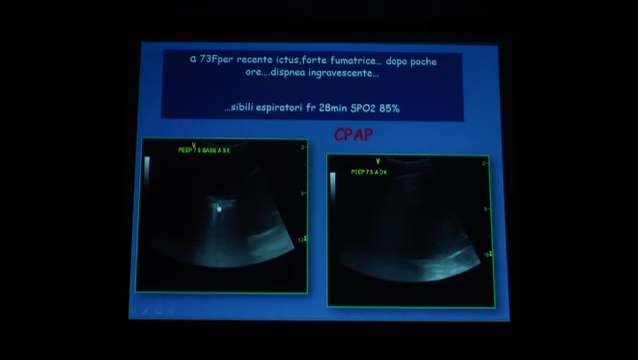 a 73Fper recente ictus,forte fumatrice... dopo poche
ore....dispnea ingravescente...
...sibili espiratori fr 28min SPO2 85%
CPAP
V
PEEP 7 5 BASE A SX
V
PEEP 7.5 A DX